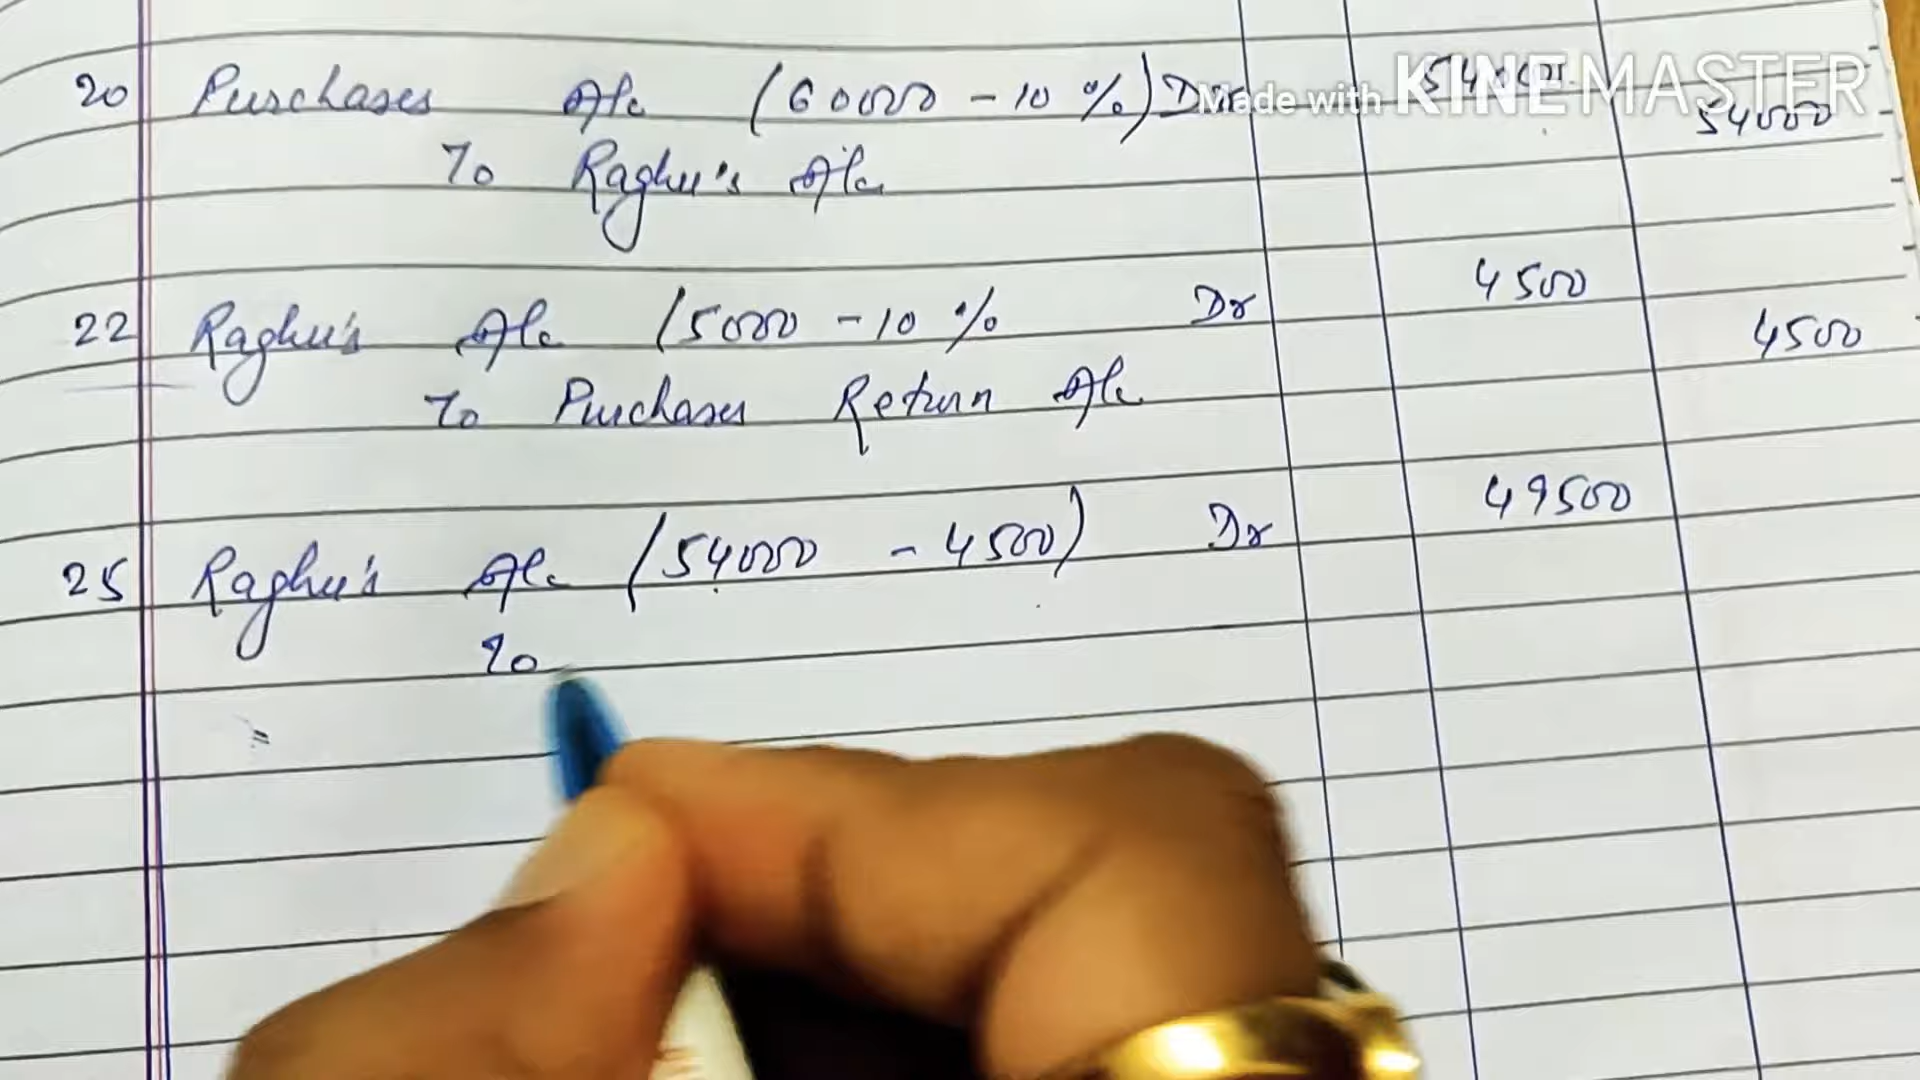 20 Purchases A/c (60000 - 10 %) Dr 54000
54000
To Raghu's A/c
22 Raghu's A/c (5000 - 10 % Dr 4500
4500
To Purchases Return A/c
25 Raghu's A/c (54000 - 4500) Dr 49500
To
Made with KINEMASTER